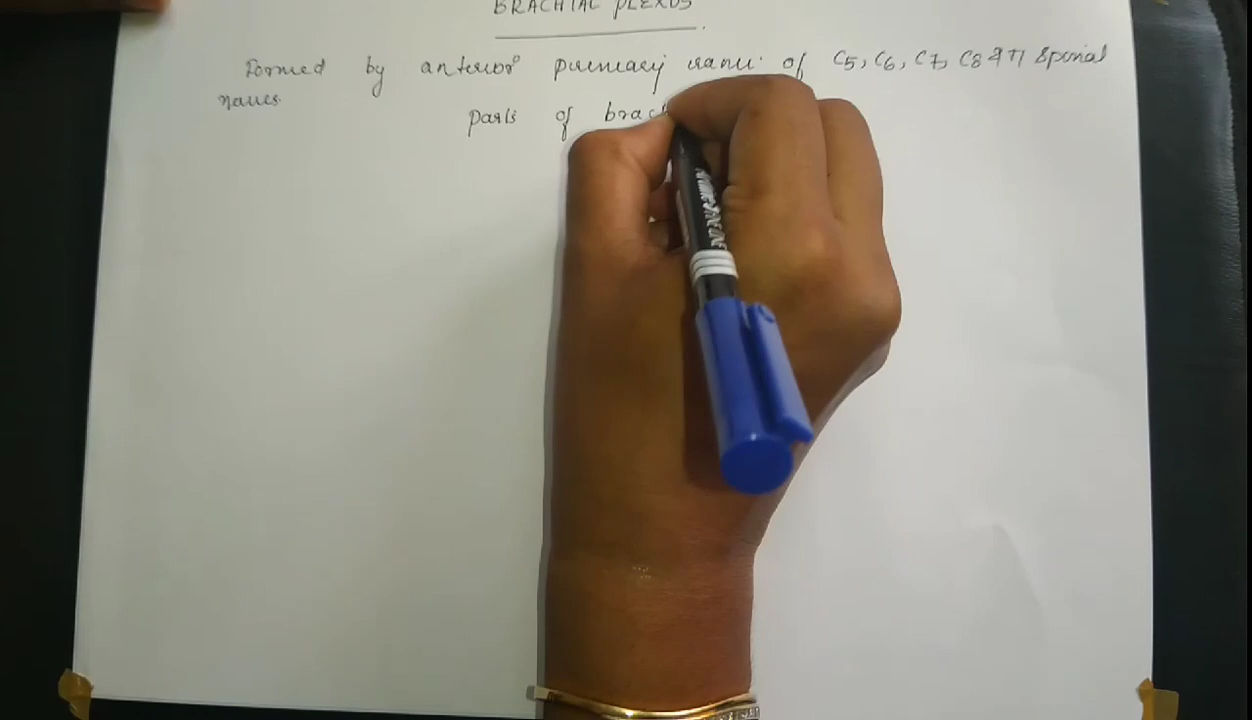 BRACHIAL PLEXUS
Formed by anterior primary rami of C5, C6, C7, C8 & T1 Spinal
nerves.
parts of brac